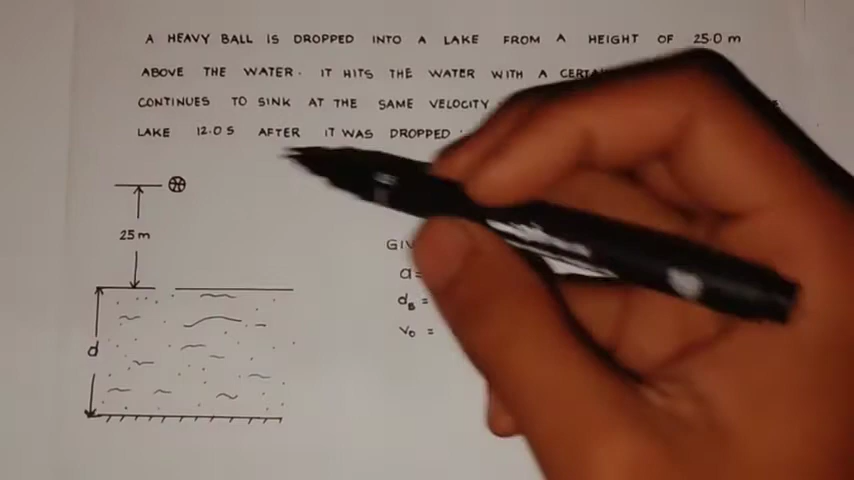 A HEAVY BALL IS DROPPED INTO A LAKE FROM A HEIGHT OF 25.0 m
ABOVE THE WATER. IT HITS THE WATER WITH A
CONTINUES TO SINK AT THE SAME VELOCITY
LAKE 12.0 S AFTER IT WAS DROPPED
25 m
d
a=
dB =
v0 =